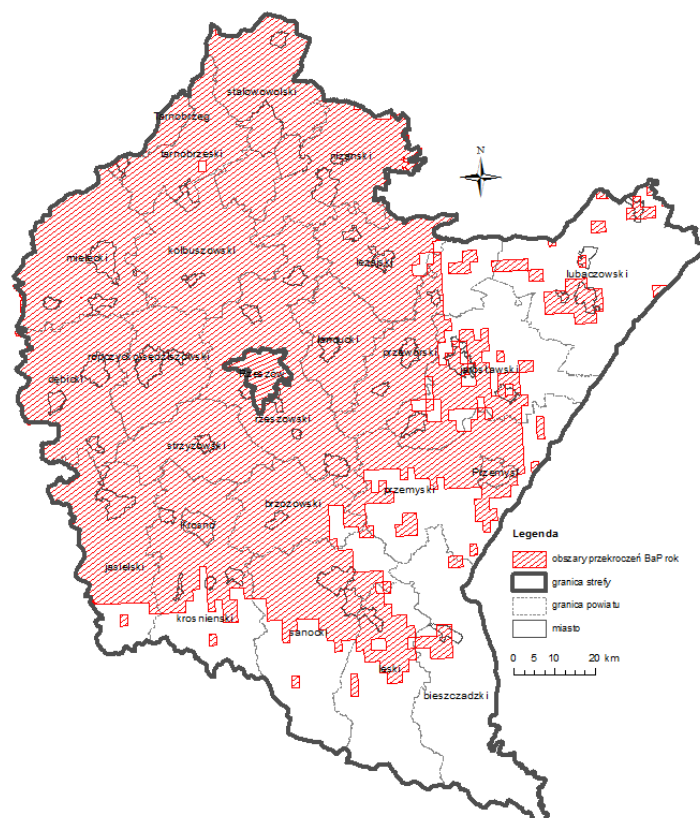 stalowowolski
Tarnobrzeg
tarnobrzeski
niżański
N
mielecki
kolbuszowski
leżajski
lubaczowski
ropczycko-sędziszowski
łańcucki
przeworski
jarosławski
dębicki
Rzeszów
rzeszowski
strzyżowski
Przemyśl
przemyski
brzozowski
Krosno
jasielski
krośnieński
sanocki
leski
bieszczadzki
Legenda
obszary przekroczeń BaP rok
granica strefy
granica powiatu
miasto
0 5 10 20 km